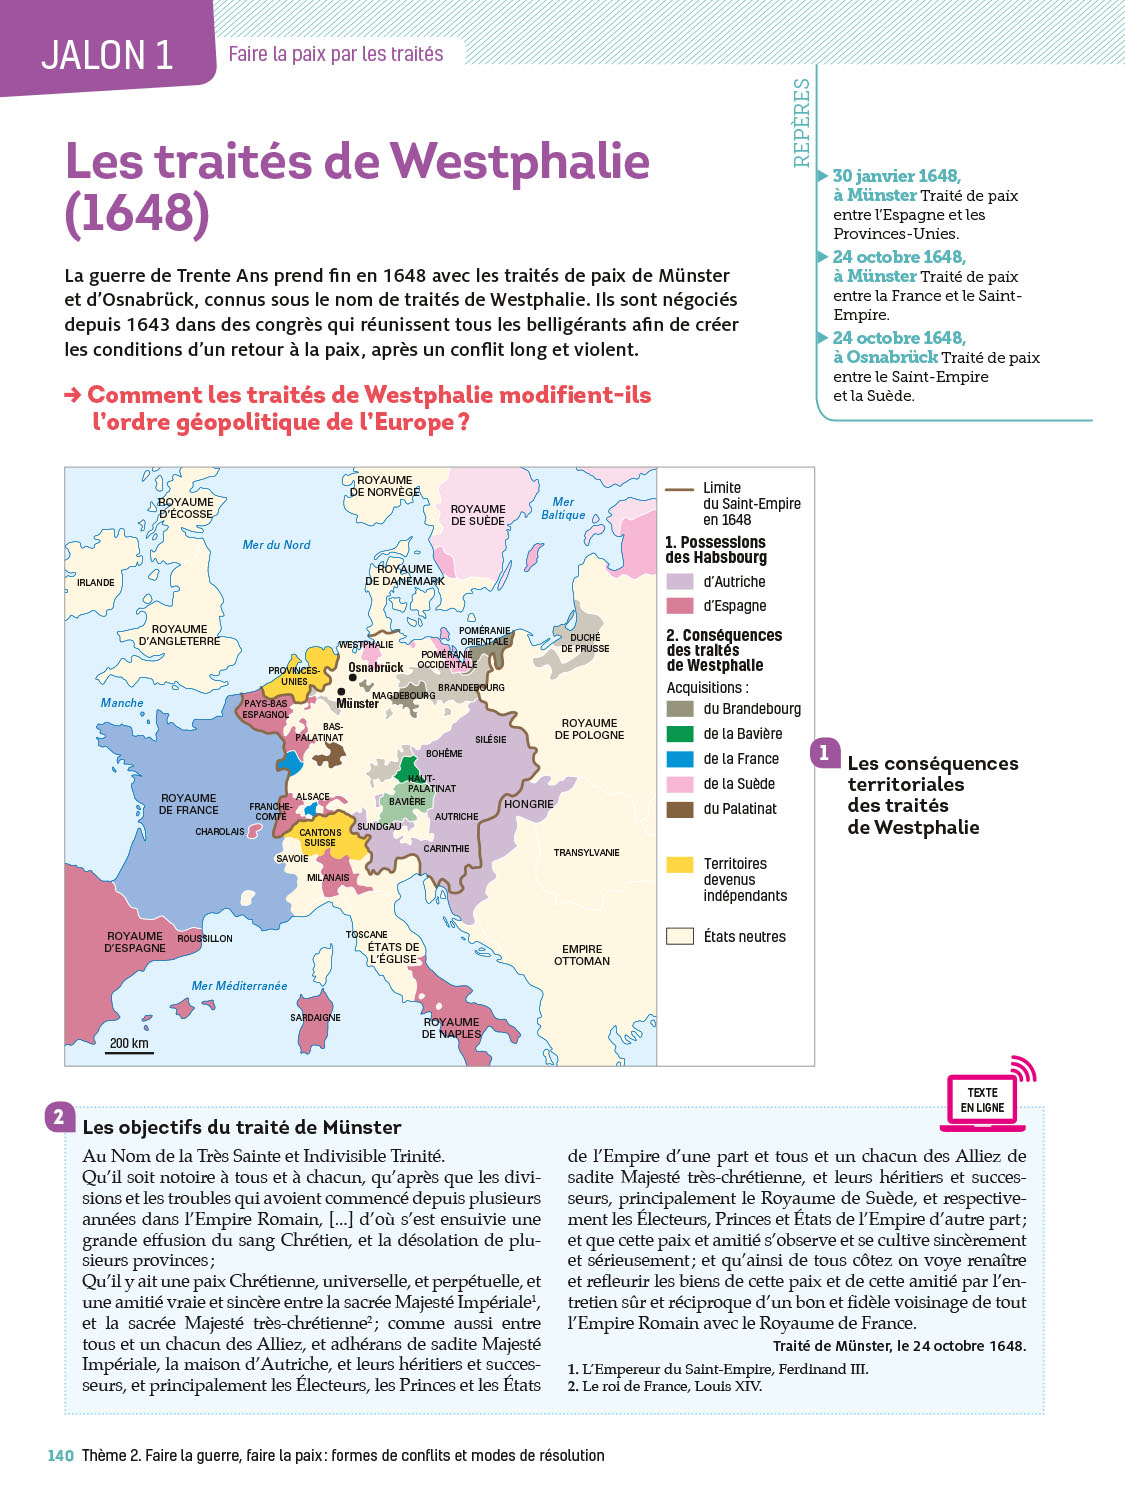 JALON 1
Faire la paix par les traités
Les traités de Westphalie
(1648)
La guerre de Trente Ans prend fin en 1648 avec les traités de paix de Münster
et d'Osnabrück, connus sous le nom de traités de Westphalie. Ils sont négociés
depuis 1643 dans des congrès qui réunissent tous les belligérants afin de créer
les conditions d'un retour à la paix, après un conflit long et violent.
→ Comment les traités de Westphalie modifient-ils
l'ordre géopolitique de l'Europe ?
REPÈRES
30 janvier 1648,
à Münster Traité de paix
entre l'Espagne et les
Provinces-Unies.
24 octobre 1648,
à Münster Traité de paix
entre la France et le Saint-
Empire.
24 octobre 1648,
à Osnabrück Traité de paix
entre le Saint-Empire
et la Suède.
ROYAUME
D'ÉCOSSE
ROYAUME
DE NORVÈGE
ROYAUME
DE SUÈDE
Mer
Baltique
Mer du Nord
IRLANDE
ROYAUME
DE DANEMARK
ROYAUME
D'ANGLETERRE
WESTPHALIE
POMÉRANIE
ORIENTALE
DUCHÉ
DE PRUSSE
POMÉRANIE
OCCIDENTALE
PROVINCES-
UNIES
Osnabrück
BRANDEBOURG
MAGDEBOURG
Manche
PAYS-BAS
ESPAGNOL
Münster
BAS-
PALATINAT
SILÉSIE
ROYAUME
DE POLOGNE
BOHÊME
HAUT-
PALATINAT
ROYAUME
DE FRANCE
ALSACE
FRANCHE-
COMTÉ
BAVIÈRE
HONGRIE
AUTRICHE
CHAROLAIS
CANTONS
SUISSE
SUNDGAU
SAVOIE
CARINTHIE
TRANSYLVANIE
MILANAIS
ROYAUME
D'ESPAGNE
ROUSSILLON
TOSCANE
ÉTATS DE
L'ÉGLISE
EMPIRE
OTTOMAN
Mer Méditerranée
SARDAIGNE
ROYAUME
DE NAPLES
200 km
Limite
du Saint-Empire
en 1648
1. Possessions
des Habsbourg
d'Autriche
d'Espagne
2. Conséquences
des traités
de Westphalie
Acquisitions :
du Brandebourg
de la Bavière
de la France
de la Suède
du Palatinat
Territoires
devenus
indépendants
États neutres
1
Les conséquences
territoriales
des traités
de Westphalie
TEXTE
EN LIGNE
2
Les objectifs du traité de Münster
Au Nom de la Très Sainte et Indivisible Trinité.
Qu'il soit notoire à tous et à chacun, qu'après que les divi-
sions et les troubles qui avoient commencé depuis plusieurs
années dans l'Empire Romain, [...] d'où s'est ensuivie une
grande effusion du sang Chrétien, et la désolation de plu-
sieurs provinces ;
Qu'il y ait une paix Chrétienne, universelle, et perpétuelle, et
une amitié vraie et sincère entre la sacrée Majesté Impériale¹,
et la sacrée Majesté très-chrétienne² ; comme aussi entre
tous et un chacun des Alliez, et adhérans de sadite Majesté
Impériale, la maison d'Autriche, et leurs héritiers et succes-
seurs, et principalement les Électeurs, les Princes et les États
de l'Empire d'une part et tous et un chacun des Alliez de
sadite Majesté très-chrétienne, et leurs héritiers et succes-
seurs, principalement le Royaume de Suède, et respective-
ment les Électeurs, Princes et États de l'Empire d'autre part ;
et que cette paix et amitié s'observe et se cultive sincèrement
et sérieusement ; et qu'ainsi de tous côtez on voye renaître
et refleurir les biens de cette paix et de cette amitié par l'en-
tretien sûr et réciproque d'un bon et fidèle voisinage de tout
l'Empire Romain avec le Royaume de France.
Traité de Münster, le 24 octobre 1648.
1. L'Empereur du Saint-Empire, Ferdinand III.
2. Le roi de France, Louis XIV.
140 Thème 2. Faire la guerre, faire la paix : formes de conflits et modes de résolution